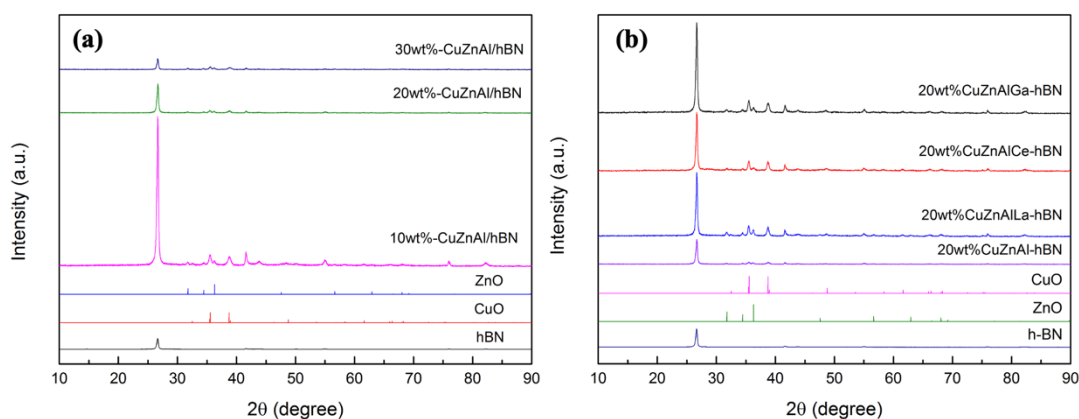 (a)
30wt%-CuZnAl/hBN
20wt%-CuZnAl/hBN
10wt%-CuZnAl/hBN
ZnO
CuO
hBN
Intensity (a.u.)
10 20 30 40 50 60 70 80 90
2θ (degree)
(b)
20wt%CuZnAlGa-hBN
20wt%CuZnAlCe-hBN
20wt%CuZnAlLa-hBN
20wt%CuZnAl-hBN
CuO
ZnO
h-BN
Intensity (a.u.)
10 20 30 40 50 60 70 80 90
2θ (degree)